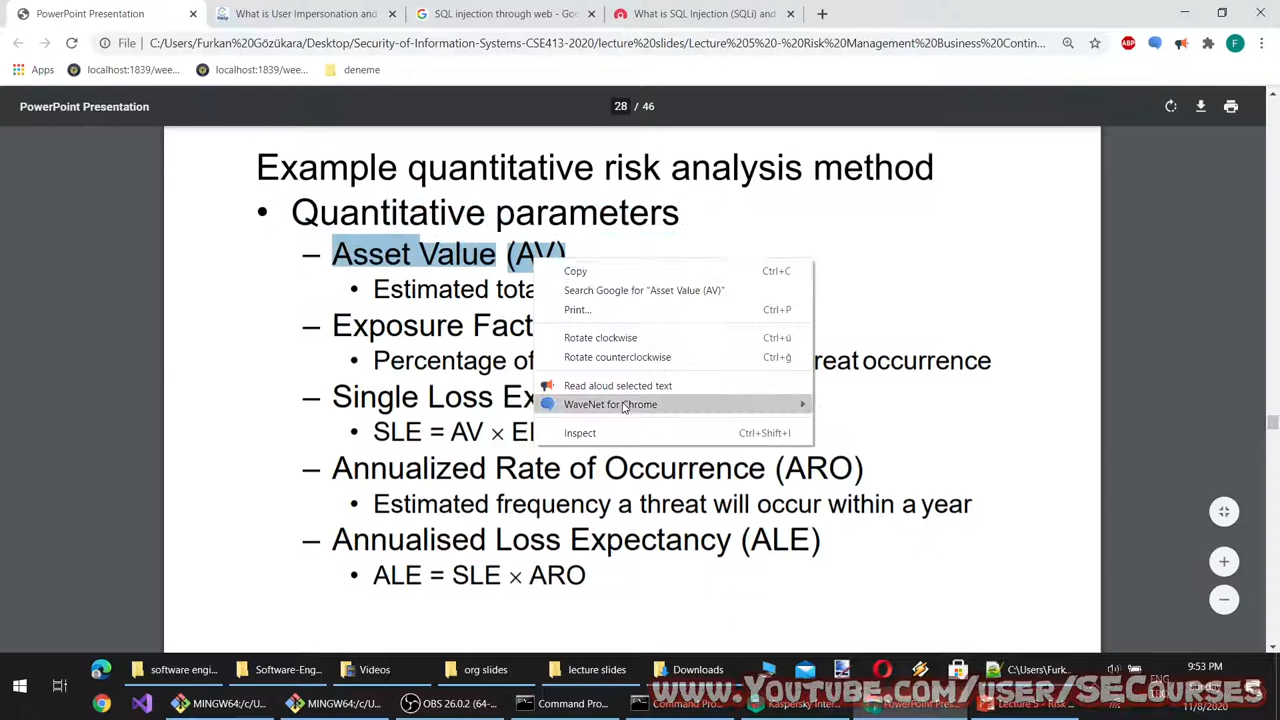 PowerPoint Presentation and
What is User Impersonation and
SQL injection through web - Goo
What is SQL Injection (SQLi) and
File
C:/Users/Furkan%20Gözükara/Desktop/Security-of-Information-Systems-CSE413-2020/lecture%20slides/Lecture%205%20-%20Risk%20Management%20Business%20Contin...
ABP
F
Apps
localhost:1839/wee...
localhost:1839/wee...
deneme
PowerPoint Presentation
28 / 46
Example quantitative risk analysis method
• Quantitative parameters
– Asset Value (AV)
• Estimated tota
– Exposure Fact
• Percentage of
reat occurrence
– Single Loss Ex
• SLE = AV × E
– Annualized Rate of Occurrence (ARO)
• Estimated frequency a threat will occur within a year
– Annualised Loss Expectancy (ALE)
• ALE = SLE × ARO
Copy Ctrl+C
Search Google for "Asset Value (AV)"
Print... Ctrl+P
Rotate clockwise Ctrl+ü
Rotate counterclockwise Ctrl+ğ
Read aloud selected text
WaveNet for Chrome
Inspect Ctrl+Shift+I
software engi...
Software-Eng...
Videos
org slides
lecture slides
Downloads
C:\Users\Furk...
ENG
9:53 PM
MINGW64:/c/U...
MINGW64:/c/U...
OBS 26.0.2 (64-...
Command Pro...
Command Pro...
Kaspersky Inter...
PowerPoint Pres...
Lecture 5 - Risk
11/8/2020
www.Youtube.com/user/SECourses